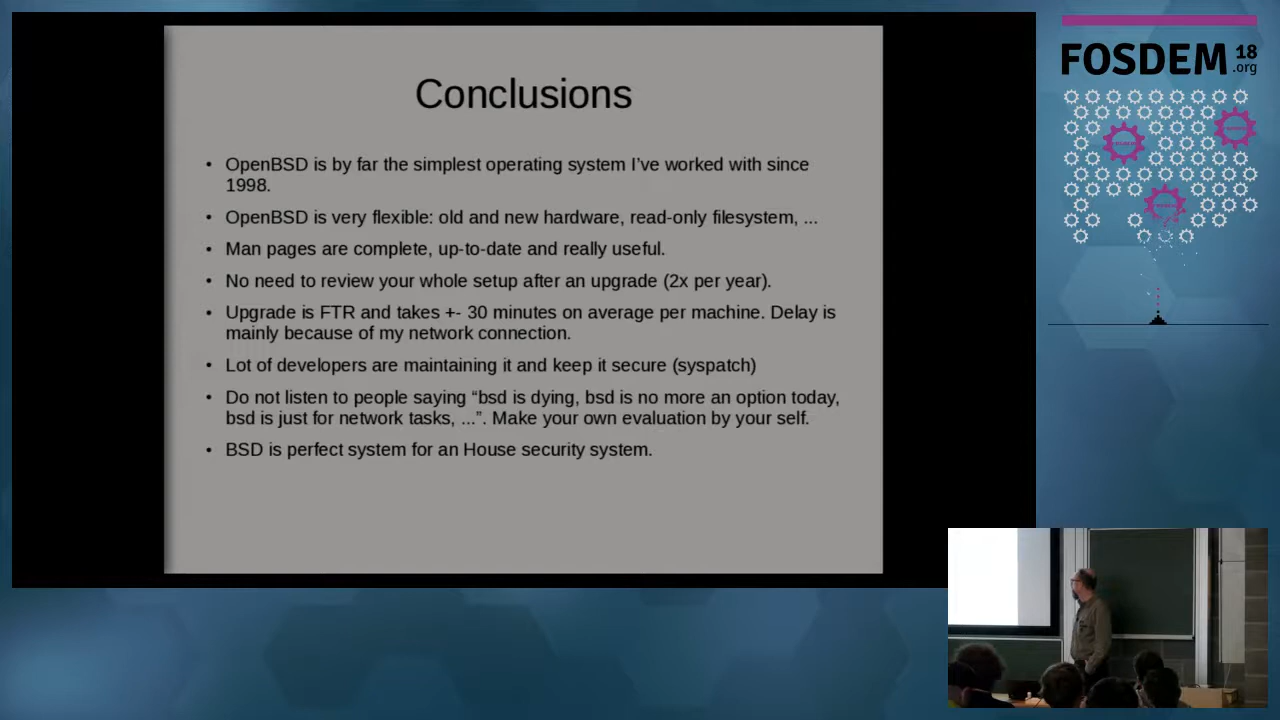 Conclusions
• OpenBSD is by far the simplest operating system I’ve worked with since
1998.
• OpenBSD is very flexible: old and new hardware, read-only filesystem, ...
• Man pages are complete, up-to-date and really useful.
• No need to review your whole setup after an upgrade (2x per year).
• Upgrade is FTR and takes +- 30 minutes on average per machine. Delay is
mainly because of my network connection.
• Lot of developers are maintaining it and keep it secure (syspatch)
• Do not listen to people saying “bsd is dying, bsd is no more an option today,
bsd is just for network tasks, ...”. Make your own evaluation by your self.
• BSD is perfect system for an House security system.
FOSDEM 18
.org